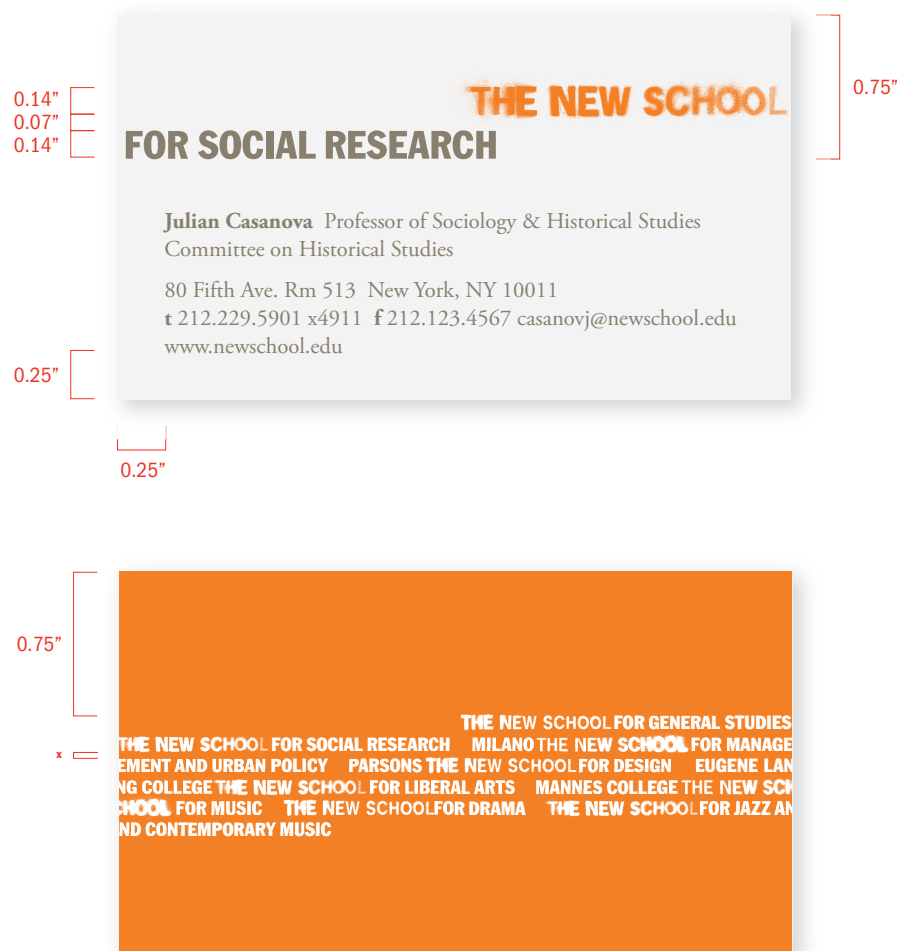 0.14”
0.07”
0.14”
0.75”
THE NEW SCHOOL
FOR SOCIAL RESEARCH
Julian Casanova Professor of Sociology & Historical Studies
Committee on Historical Studies
80 Fifth Ave. Rm 513 New York, NY 10011
t 212.229.5901 x4911 f 212.123.4567 casanovj@newschool.edu
www.newschool.edu
0.25”
0.25”
0.75”
x
THE NEW SCHOOL FOR GENERAL STUDIES
THE NEW SCHOOL FOR SOCIAL RESEARCH MILANO THE NEW SCHOOL FOR MANAGE
EMENT AND URBAN POLICY PARSONS THE NEW SCHOOL FOR DESIGN EUGENE LAN
NG COLLEGE THE NEW SCHOOL FOR LIBERAL ARTS MANNES COLLEGE THE NEW SCH
CHOOL FOR MUSIC THE NEW SCHOOL FOR DRAMA THE NEW SCHOOL FOR JAZZ AN
ND CONTEMPORARY MUSIC